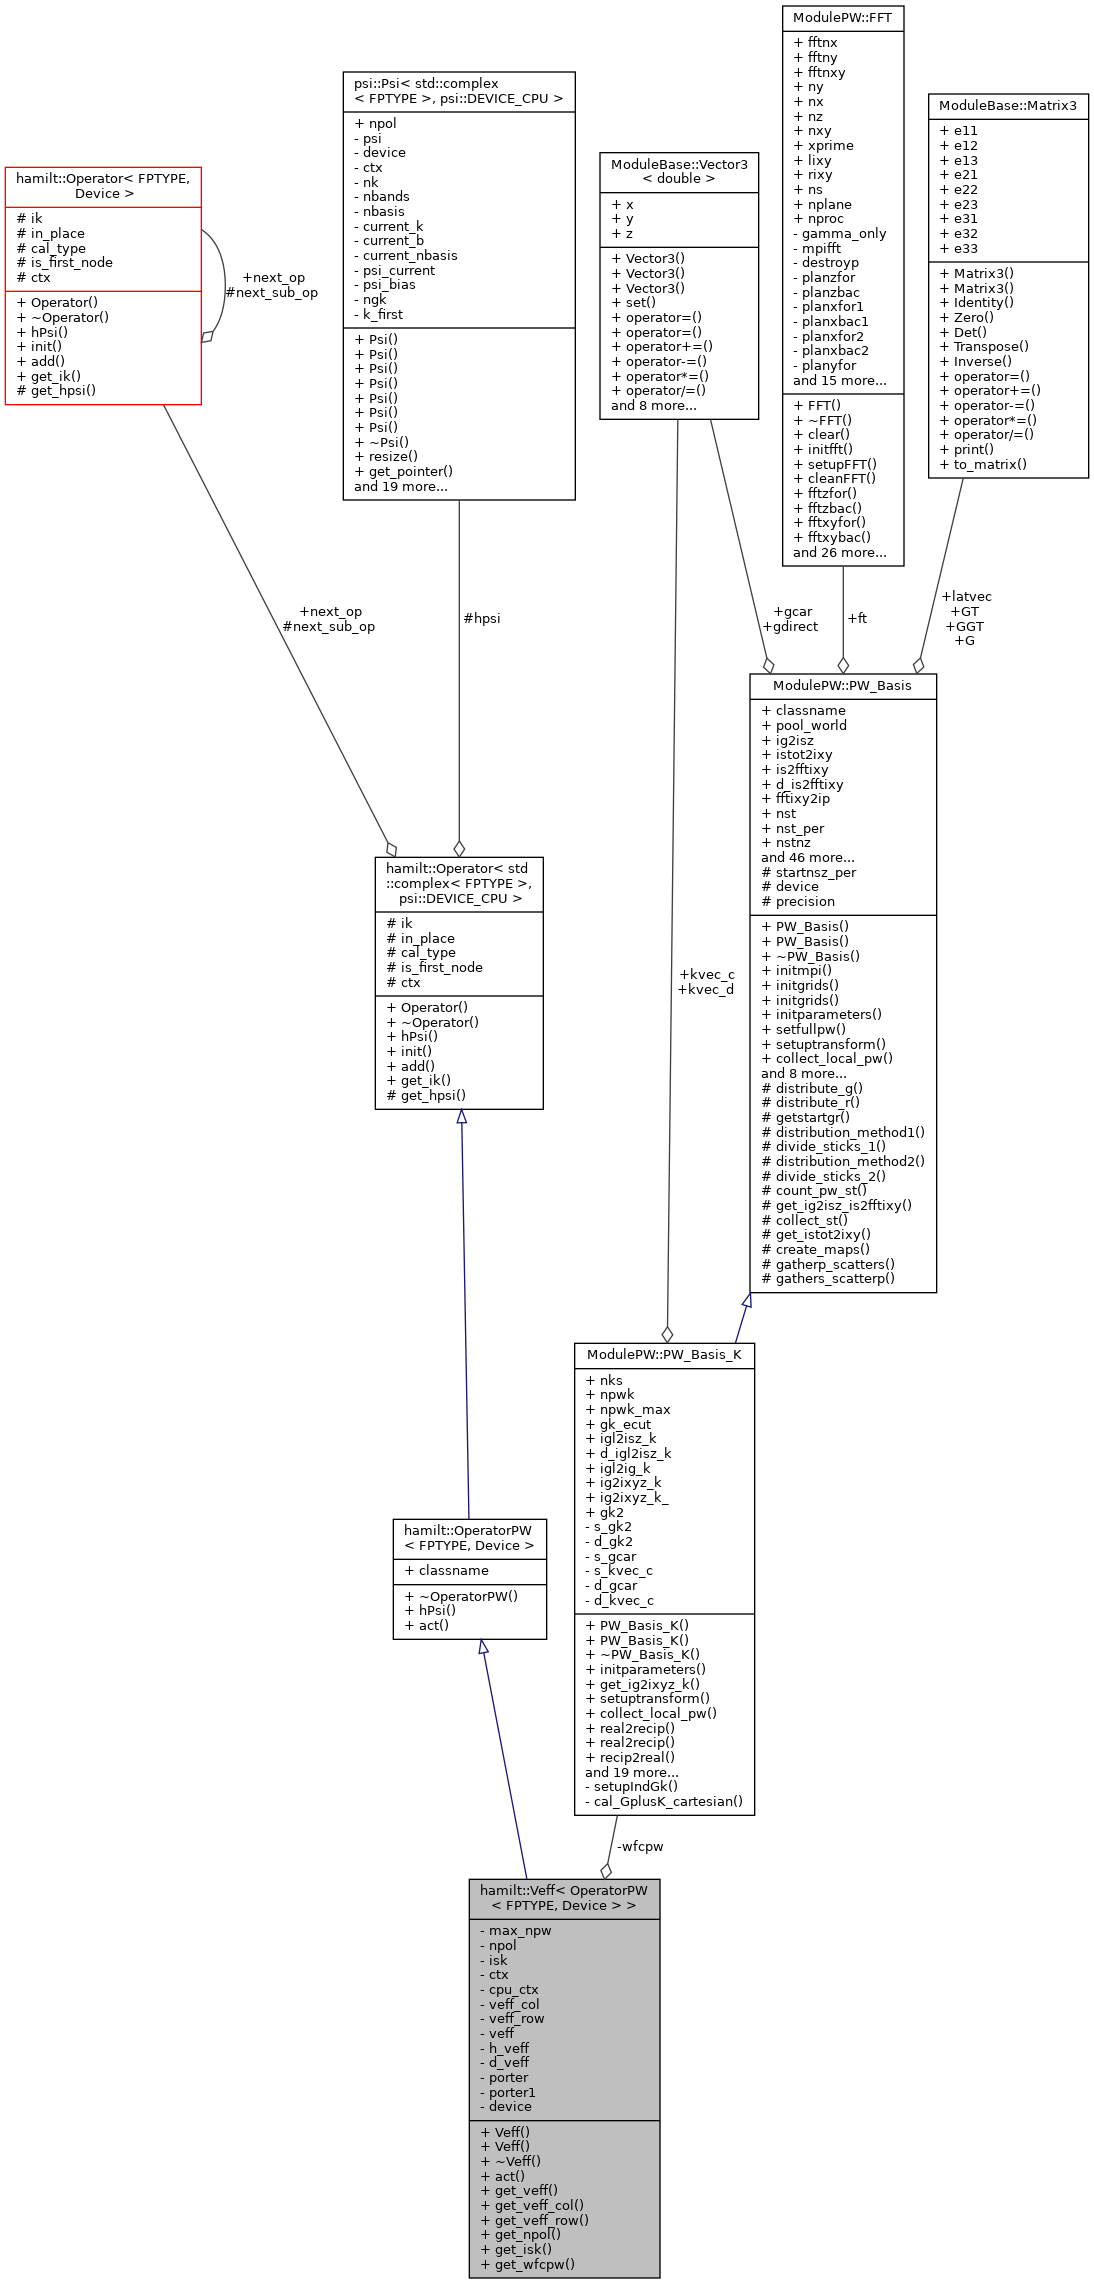 ModulePW::FFT
+ fftnx
+ fftny
+ fftnxy
+ ny
+ nx
+ nz
+ nxy
+ xprime
+ lixy
+ rixy
+ ns
+ nplane
+ nproc
- gamma_only
- mpifft
- destroyp
- planzfor
- planzbac
- planxfor1
- planxbac1
- planxfor2
- planxbac2
- planyfor
and 15 more...
+ FFT()
+ ~FFT()
+ clear()
+ initfft()
+ setupFFT()
+ cleanFFT()
+ fftzfor()
+ fftzbac()
+ fftxyfor()
+ fftxybac()
and 26 more...
psi::Psi< std::complex
< FPTYPE >, psi::DEVICE_CPU >
+ npol
- psi
- device
- ctx
- nk
- nbands
- nbasis
- current_k
- current_b
- current_nbasis
- psi_current
- psi_bias
- ngk
- k_first
+ Psi()
+ Psi()
+ Psi()
+ Psi()
+ Psi()
+ Psi()
+ Psi()
+ ~Psi()
+ resize()
+ get_pointer()
and 19 more...
ModuleBase::Matrix3
+ e11
+ e12
+ e13
+ e21
+ e22
+ e23
+ e31
+ e32
+ e33
+ Matrix3()
+ Matrix3()
+ Identity()
+ Zero()
+ Det()
+ Transpose()
+ Inverse()
+ operator=()
+ operator+=()
+ operator-=()
+ operator*=()
+ operator/=()
+ print()
+ to_matrix()
ModuleBase::Vector3
< double >
+ x
+ y
+ z
+ Vector3()
+ Vector3()
+ Vector3()
+ set()
+ operator=()
+ operator=()
+ operator+=()
+ operator-=()
+ operator*=()
+ operator/=()
and 8 more...
hamilt::Operator< FPTYPE,
Device >
# ik
# in_place
# cal_type
# is_first_node
# ctx
+ Operator()
+ ~Operator()
+ hPsi()
+ init()
+ add()
+ get_ik()
# get_hpsi()
+next_op
#next_sub_op
+next_op
#next_sub_op
#hpsi
+gcar
+gdirect
+ft
+latvec
+GT
+GGT
+G
ModulePW::PW_Basis
+ classname
+ pool_world
+ ig2isz
+ istot2ixy
+ is2fftixy
+ d_is2fftixy
+ fftixy2ip
+ nst
+ nst_per
+ nstnz
and 46 more...
# startnsz_per
# device
# precision
+ PW_Basis()
+ PW_Basis()
+ ~PW_Basis()
+ initmpi()
+ initgrids()
+ initgrids()
+ initparameters()
+ setfullpw()
+ setuptransform()
+ collect_local_pw()
and 8 more...
# distribute_g()
# distribute_r()
# getstartgr()
# distribution_method1()
# divide_sticks_1()
# distribution_method2()
# divide_sticks_2()
# count_pw_st()
# get_ig2isz_is2fftixy()
# collect_st()
# get_istot2ixy()
# create_maps()
# gatherp_scatters()
# gathers_scatterp()
hamilt::Operator< std
::complex< FPTYPE >,
psi::DEVICE_CPU >
# ik
# in_place
# cal_type
# is_first_node
# ctx
+ Operator()
+ ~Operator()
+ hPsi()
+ init()
+ add()
+ get_ik()
# get_hpsi()
+kvec_c
+kvec_d
ModulePW::PW_Basis_K
+ nks
+ npwk
+ npwk_max
+ gk_ecut
+ igl2isz_k
+ d_igl2isz_k
+ igl2ig_k
+ ig2ixyz_k
+ ig2ixyz_k_
+ gk2
- s_gk2
- d_gk2
- s_gcar
- s_kvec_c
- d_gcar
- d_kvec_c
+ PW_Basis_K()
+ PW_Basis_K()
+ ~PW_Basis_K()
+ initparameters()
+ get_ig2ixyz_k()
+ setuptransform()
+ collect_local_pw()
+ real2recip()
+ real2recip()
+ recip2real()
and 19 more...
- setupIndGk()
- cal_GplusK_cartesian()
hamilt::OperatorPW
< FPTYPE, Device >
+ classname
+ ~OperatorPW()
+ hPsi()
+ act()
-wfcpw
hamilt::Veff< OperatorPW
< FPTYPE, Device > >
- max_npw
- npol
- isk
- ctx
- cpu_ctx
- veff_col
- veff_row
- veff
- h_veff
- d_veff
- porter
- porter1
- device
+ Veff()
+ Veff()
+ ~Veff()
+ act()
+ get_veff()
+ get_veff_col()
+ get_veff_row()
+ get_npol()
+ get_isk()
+ get_wfcpw()